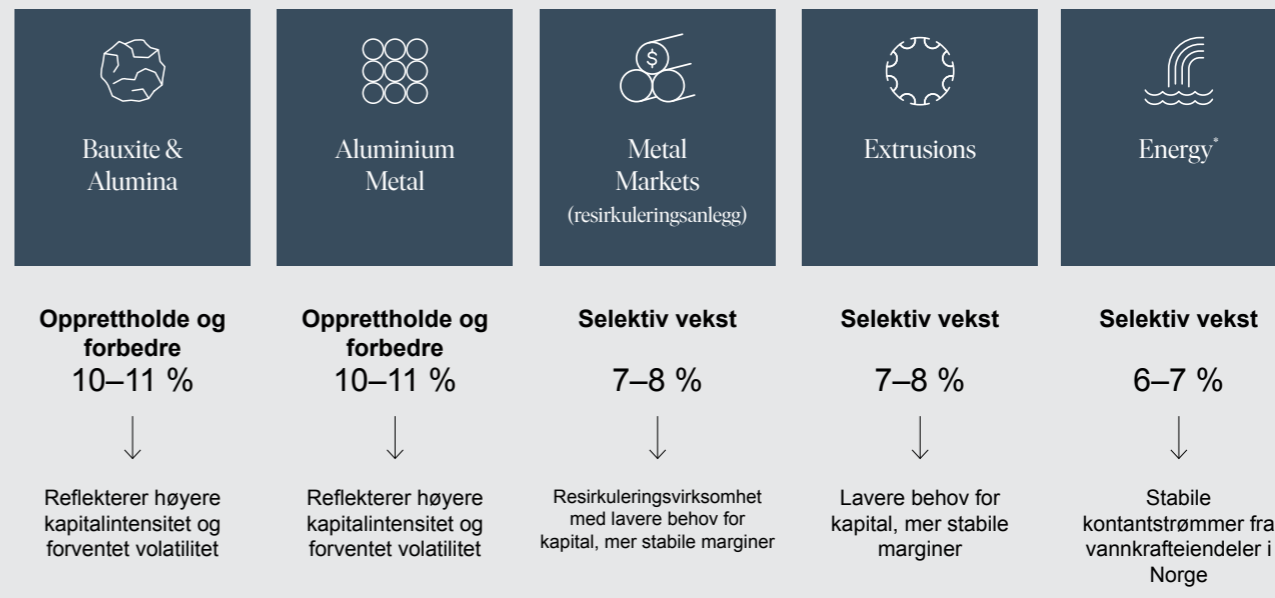 $
Bauxite &
Alumina
Opprettholde og
forbedre
10–11 %
Reflekterer høyere
kapitalintensitet og
forventet volatilitet
Aluminium
Metal
Opprettholde og
forbedre
10–11 %
Reflekterer høyere
kapitalintensitet og
forventet volatilitet
Metal
Markets
(resirkuleringsanlegg)
Selektiv vekst
7–8 %
Resirkuleringsvirksomhet
med lavere behov for
kapital, mer stabile marginer
Extrusions
Selektiv vekst
7–8 %
Lavere behov for
kapital, mer stabile
marginer
Energy*
Selektiv vekst
6–7 %
Stabile
kontantstrømmer fra
vannkrafteiendeler i
Norge